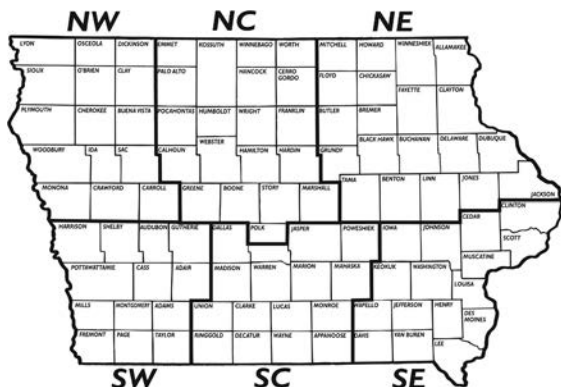 NW NC NE
LYON OSCEOLA DICKINSON EMMET KOSSUTH WINNEBAGO WORTH MITCHELL HOWARD WINNESHIEK ALLAMAKEE
SIOUX O'BRIEN CLAY PALO ALTO HANCOCK CERRO GORDO FLOYD CHICKASAW
FAYETTE CLAYTON
PLYMOUTH CHEROKEE BUENA VISTA POCAHONTAS HUMBOLDT WRIGHT FRANKLIN BUTLER BREMER
WEBSTER
WOODBURY IDA SAC CALHOUN HAMILTON HARDIN GRUNDY BLACK HAWK BUCHANAN DELAWARE DUBUQUE
MONONA CRAWFORD CARROLL GREENE BOONE STORY MARSHALL TAMA BENTON LINN JONES JACKSON
CLINTON
HARRISON SHELBY AUDUBON GUTHERIE DALLAS POLK JASPER POWESHIEK IOWA JOHNSON CEDAR
SCOTT
MUSCATINE
POTTAWATTAMIE CASS ADAIR MADISON WARREN MARION MAHASKA KEOKUK WASHINGTON
LOUISA
MILLS MONTGOMERY ADAMS UNION CLARKE LUCAS MONROE WAPELLO JEFFERSON HENRY
DES MOINES
FREMONT PAGE TAYLOR RINGGOLD DECATUR WAYNE APPANOOSE DAVIS VAN BUREN
LEE
SW SC SE